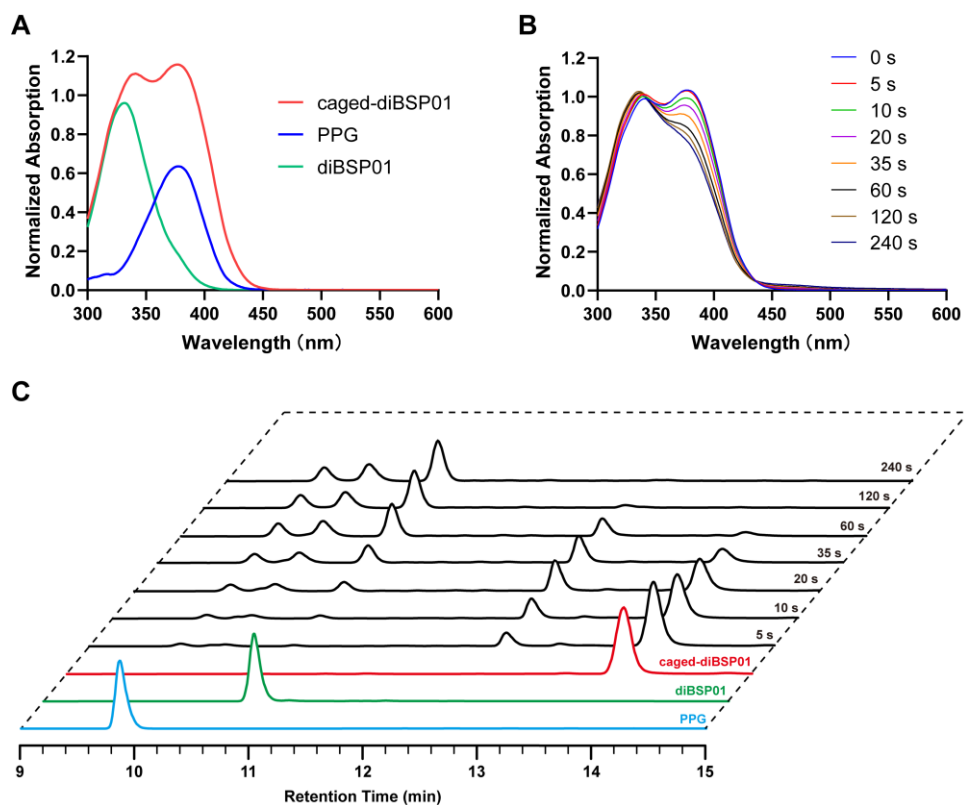 A
Normalized Absorption
1.2
1.0
0.8
0.6
0.4
0.2
0.0
300 350 400 450 500 550 600
Wavelength（nm）
caged-diBSP01
PPG
diBSP01
B
Normalized Absorption
1.2
1.0
0.8
0.6
0.4
0.2
0.0
300 350 400 450 500 550 600
Wavelength（nm）
0 s
5 s
10 s
20 s
35 s
60 s
120 s
240 s
C
240 s
120 s
60 s
35 s
20 s
10 s
5 s
caged-diBSP01
diBSP01
PPG
9 10 11 12 13 14 15
Retention Time (min)